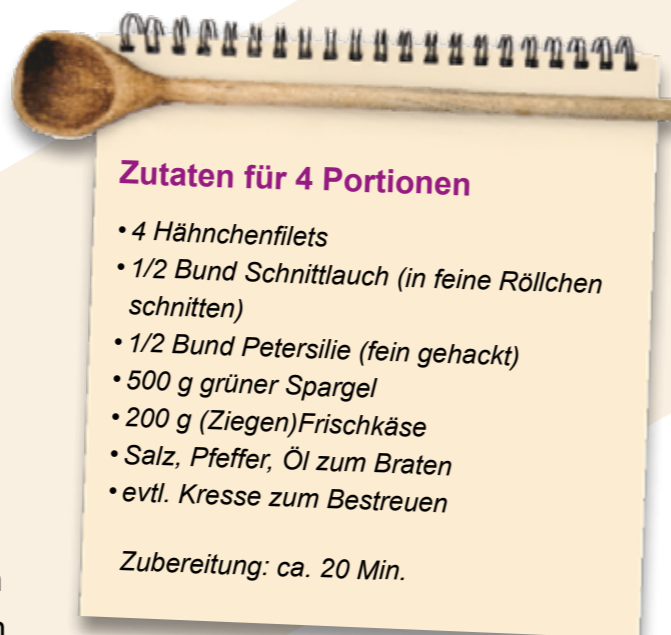 Zutaten für 4 Portionen
• 4 Hähnchenfilets
• 1/2 Bund Schnittlauch (in feine Röllchen
schnitten)
• 1/2 Bund Petersilie (fein gehackt)
• 500 g grüner Spargel
• 200 g (Ziegen)Frischkäse
• Salz, Pfeffer, Öl zum Braten
• evtl. Kresse zum Bestreuen
Zubereitung: ca. 20 Min.